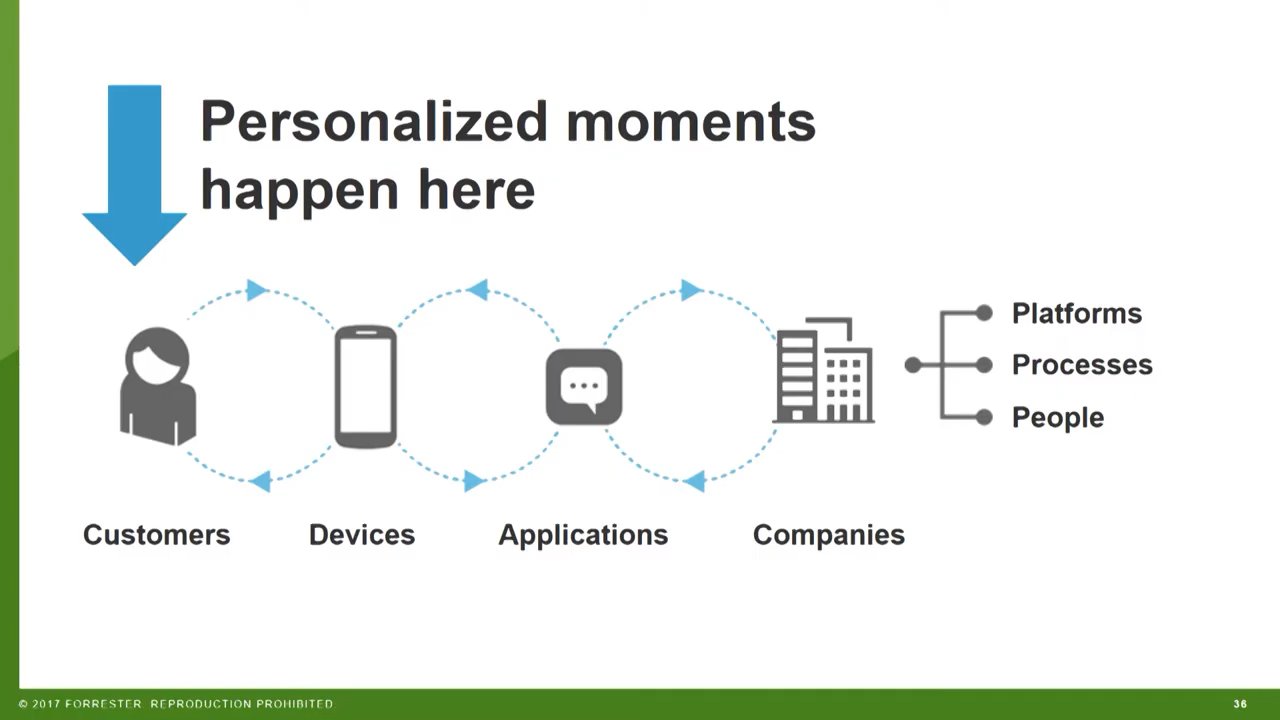 Personalized moments
happen here
Platforms
Processes
People
Customers
Devices
Applications
Companies
© 2017 FORRESTER. REPRODUCTION PROHIBITED
36